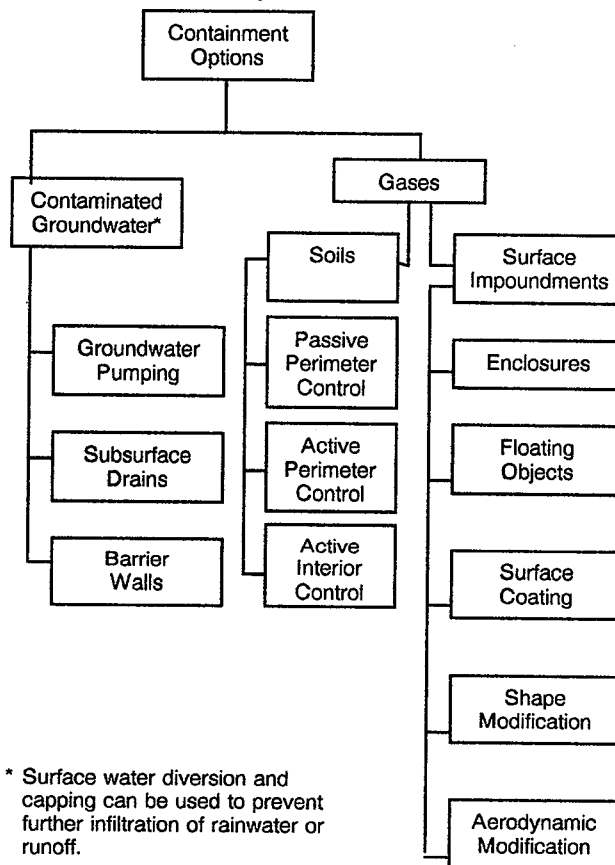 Containment
Options
Contaminated
Groundwater*
Groundwater
Pumping
Subsurface
Drains
Barrier
Walls
Gases
Soils
Passive
Perimeter
Control
Active
Perimeter
Control
Active
Interior
Control
Surface
Impoundments
Enclosures
Floating
Objects
Surface
Coating
Shape
Modification
Aerodynamic
Modification
* Surface water diversion and
capping can be used to prevent
further infiltration of rainwater or
runoff.